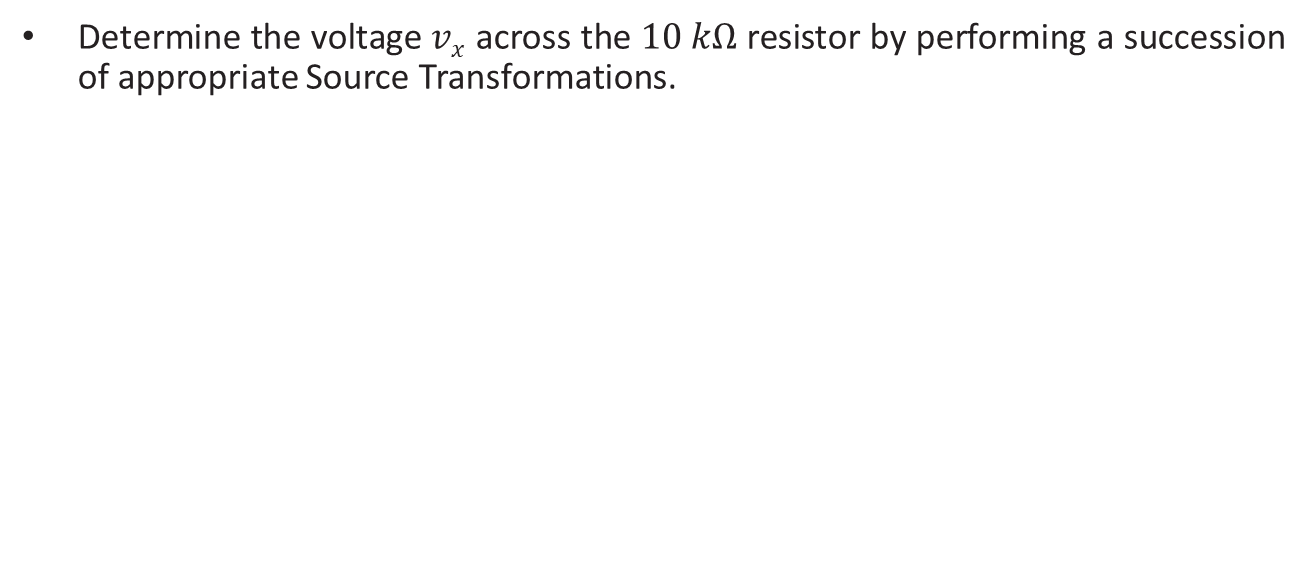 • Determine the voltage 𝑣ₓ across the 10 𝑘Ω resistor by performing a succession
of appropriate Source Transformations.